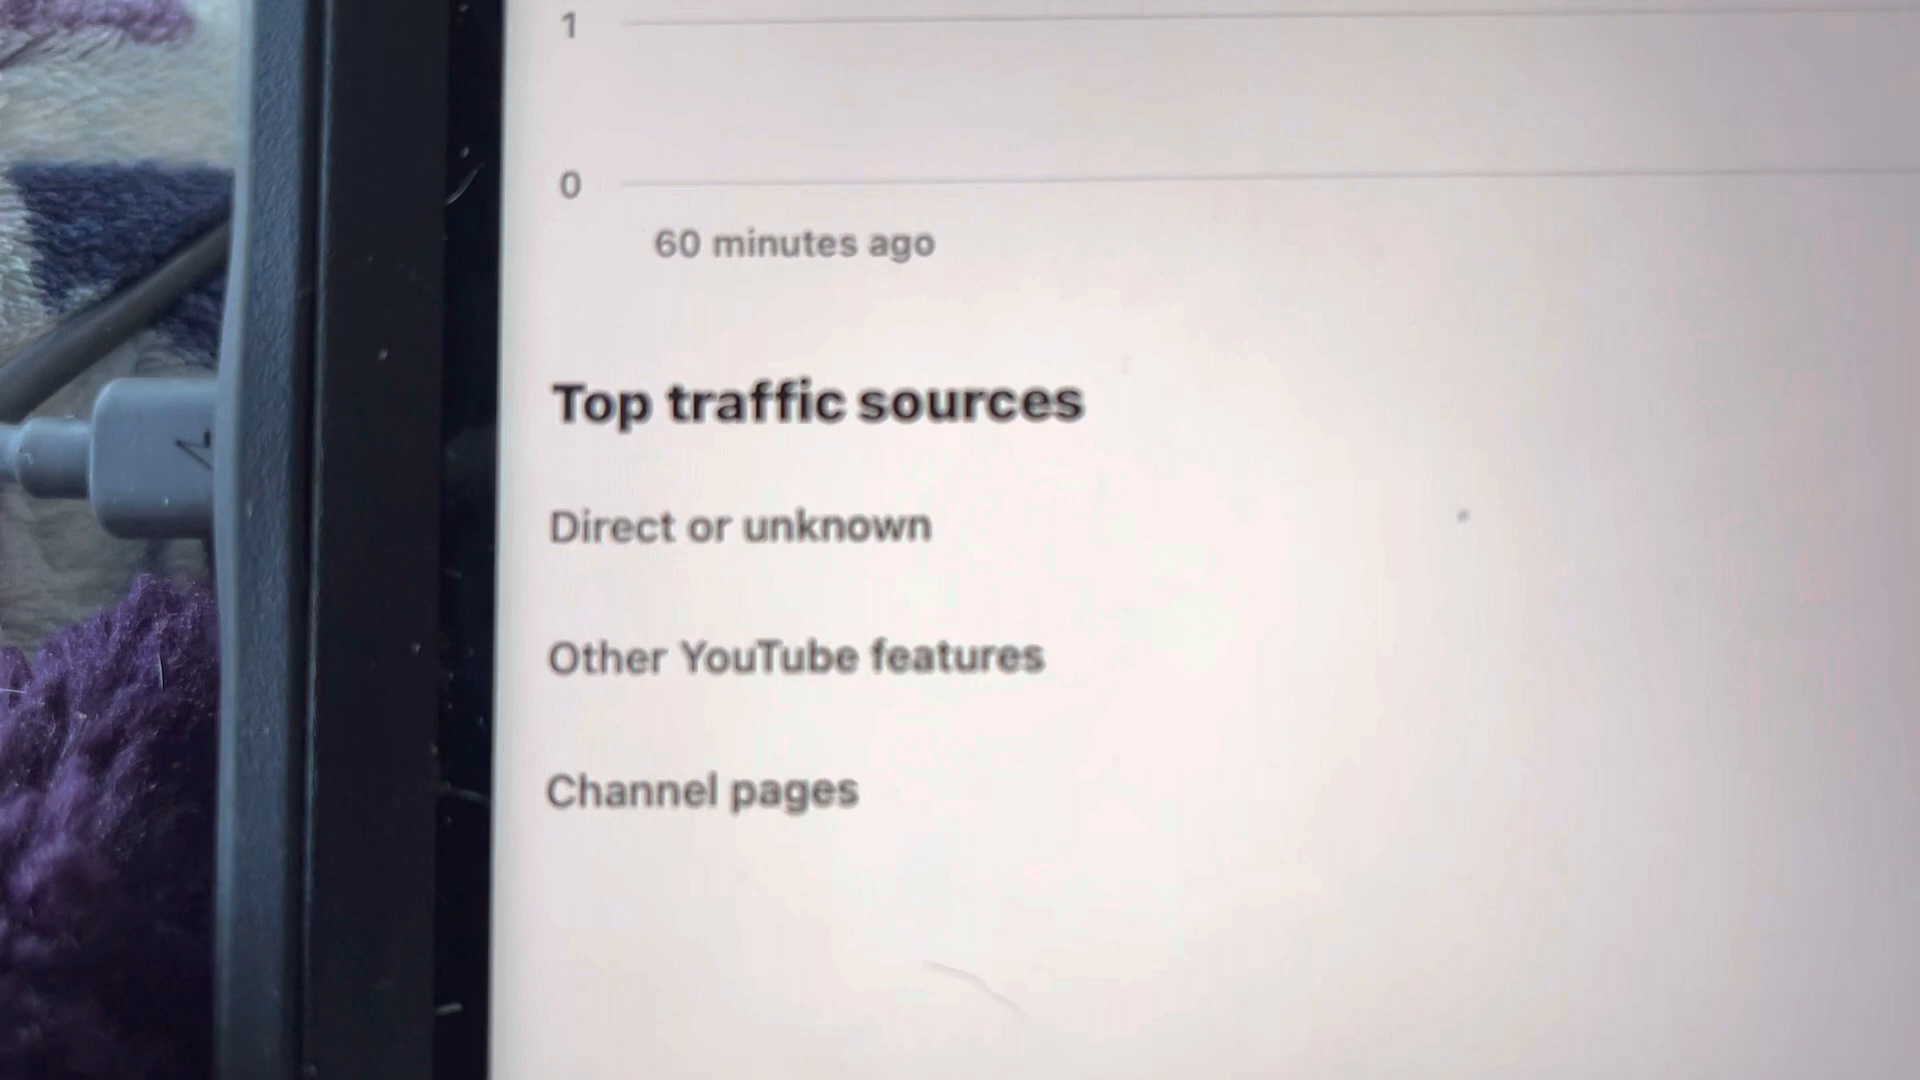 1
0
60 minutes ago
Top traffic sources
Direct or unknown
Other YouTube features
Channel pages